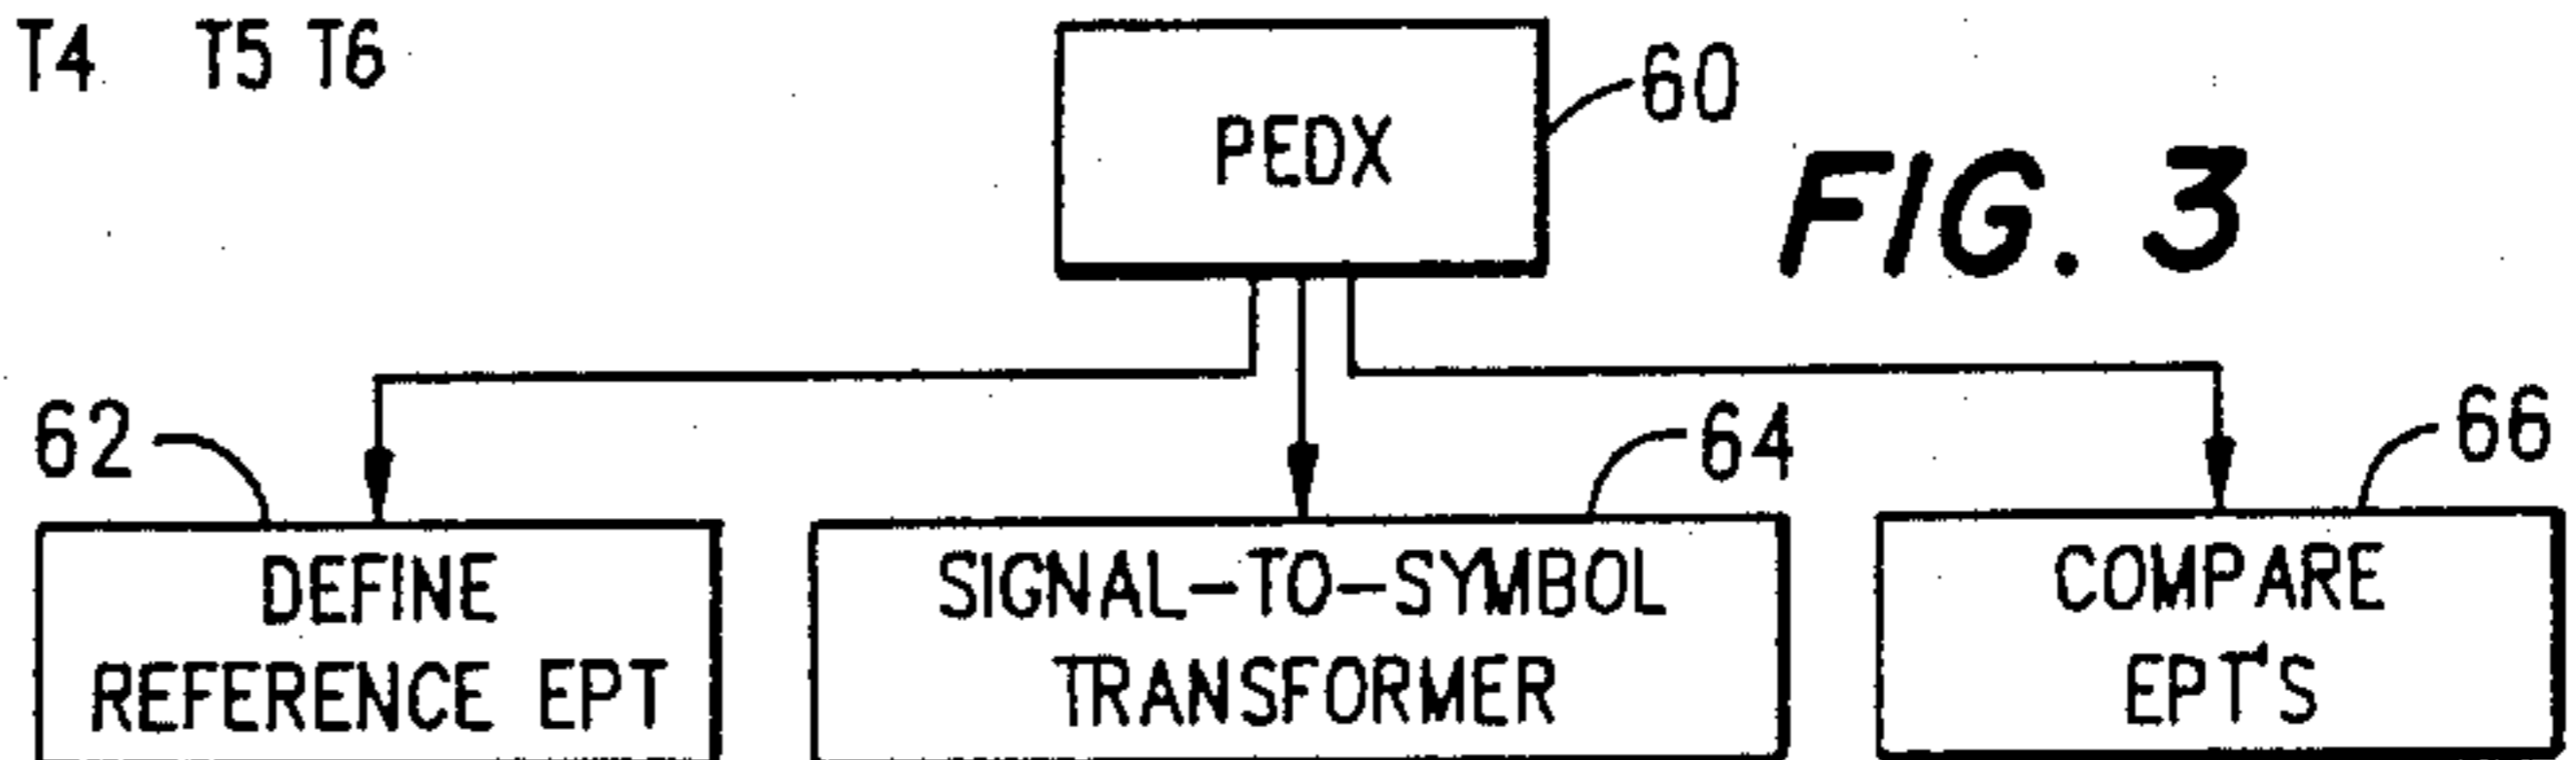 T4 T5 T6
PEDX
60
FIG. 3
62
64
66
DEFINE
REFERENCE EPT
SIGNAL-TO-SYMBOL
TRANSFORMER
COMPARE
EPT'S